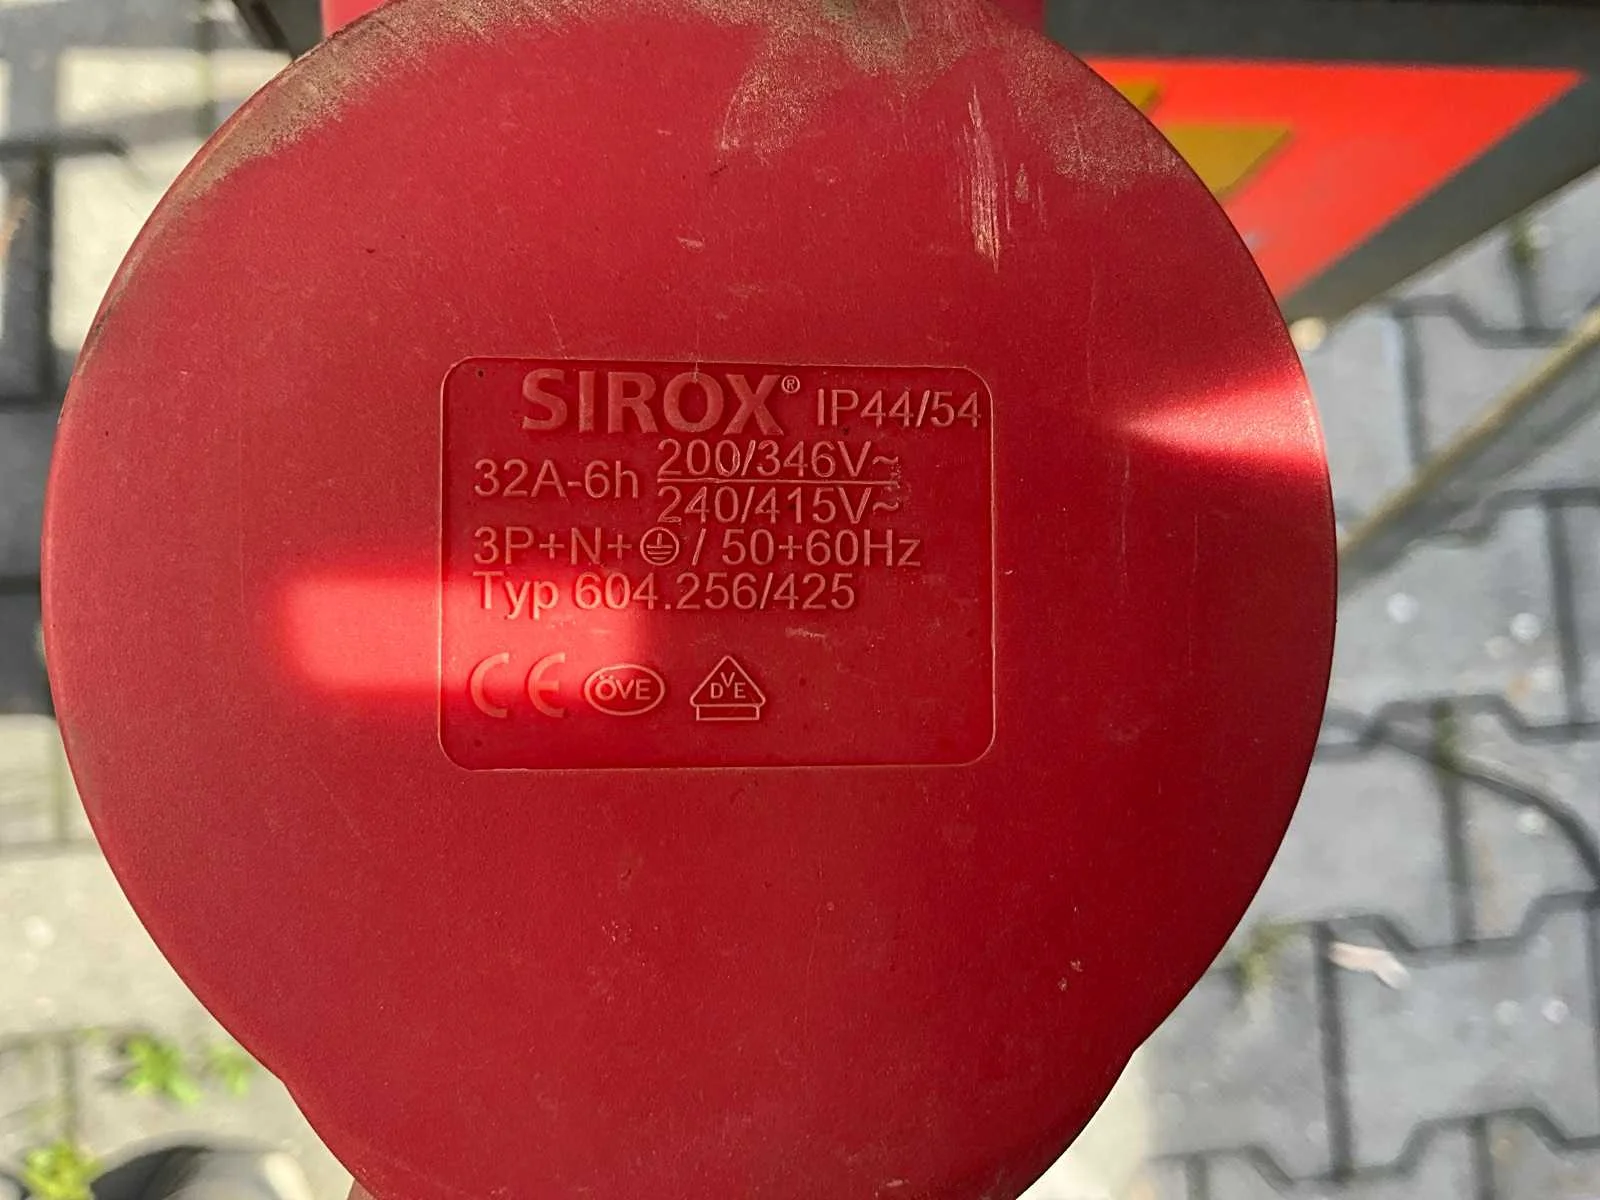 SIROX® IP44/54
32A-6h 200/346V~
240/415V~
3P+N+⏚ / 50+60Hz
Typ 604.256/425
CE ÖVE DVE